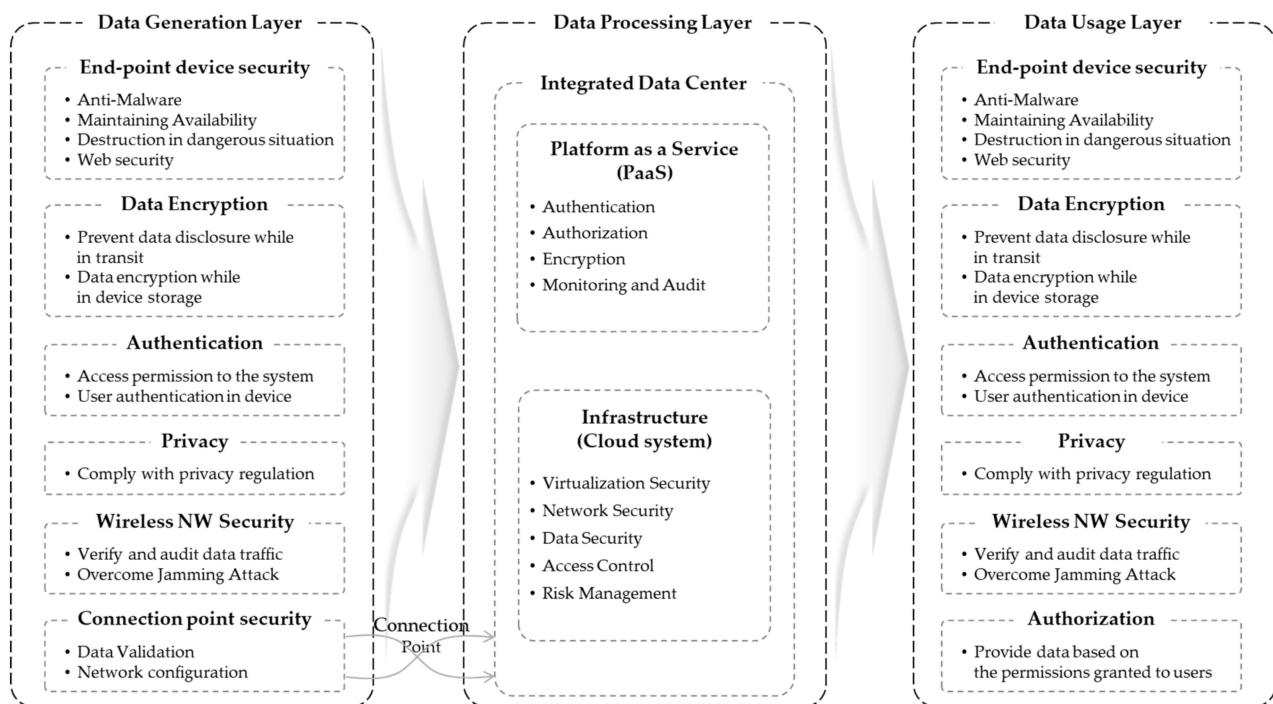 Data Generation Layer
End-point device security
• Anti-Malware
• Maintaining Availability
• Destruction in dangerous situation
• Web security
Data Encryption
• Prevent data disclosure while
in transit
• Data encryption while
in device storage
Authentication
• Access permission to the system
• User authentication in device
Privacy
• Comply with privacy regulation
Wireless NW Security
• Verify and audit data traffic
• Overcome Jamming Attack
Connection point security
• Data Validation
• Network configuration
Connection
Point
Data Processing Layer
Integrated Data Center
Platform as a Service
(PaaS)
• Authentication
• Authorization
• Encryption
• Monitoring and Audit
Infrastructure
(Cloud system)
• Virtualization Security
• Network Security
• Data Security
• Access Control
• Risk Management
Data Usage Layer
End-point device security
• Anti-Malware
• Maintaining Availability
• Destruction in dangerous situation
• Web security
Data Encryption
• Prevent data disclosure while
in transit
• Data encryption while
in device storage
Authentication
• Access permission to the system
• User authentication in device
Privacy
• Comply with privacy regulation
Wireless NW Security
• Verify and audit data traffic
• Overcome Jamming Attack
Authorization
• Provide data based on
the permissions granted to users